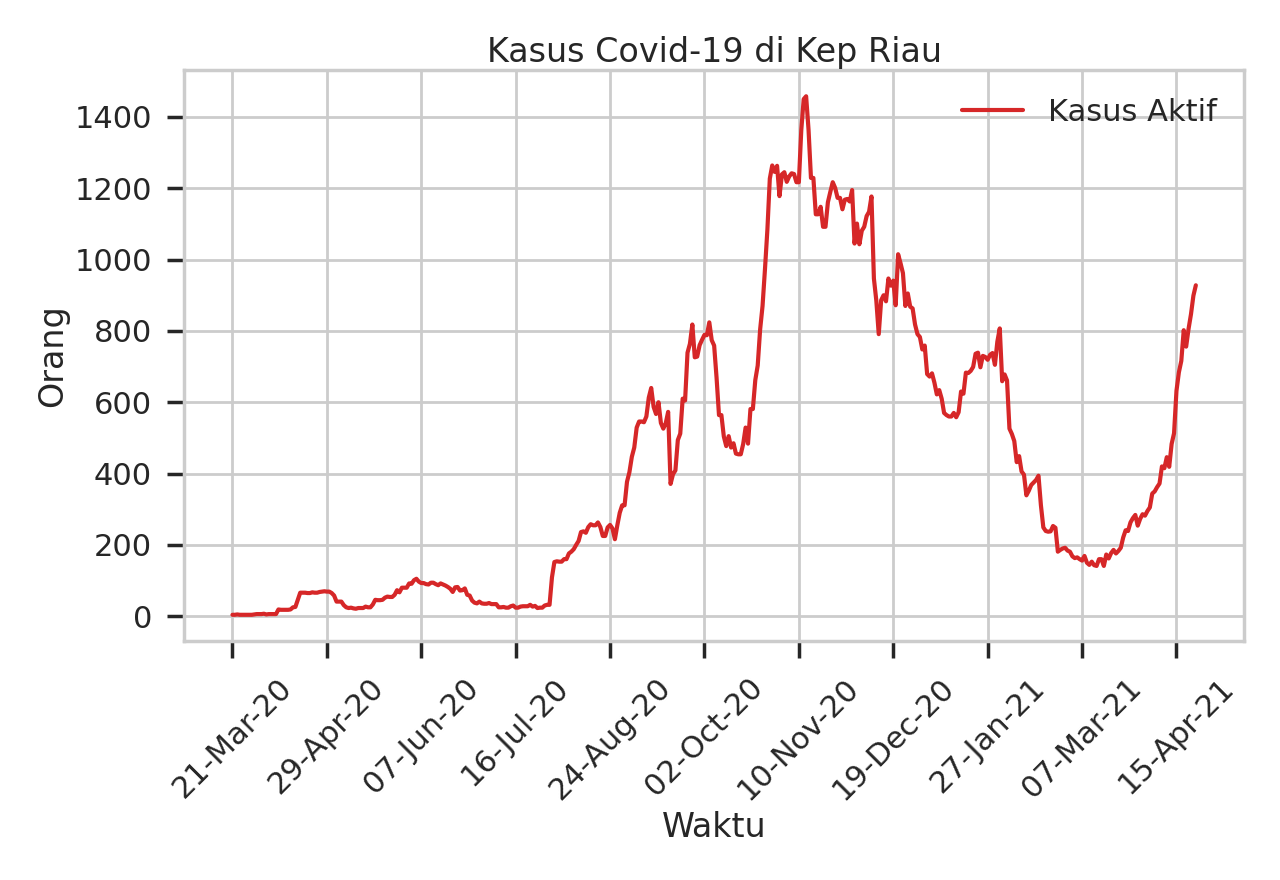 Kasus Covid-19 di Kep Riau
Kasus Aktif
1400
1200
1000
800
600
400
200
0
Orang
21-Mar-20
29-Apr-20
07-Jun-20
16-Jul-20
24-Aug-20
02-Oct-20
10-Nov-20
19-Dec-20
27-Jan-21
07-Mar-21
15-Apr-21
Waktu